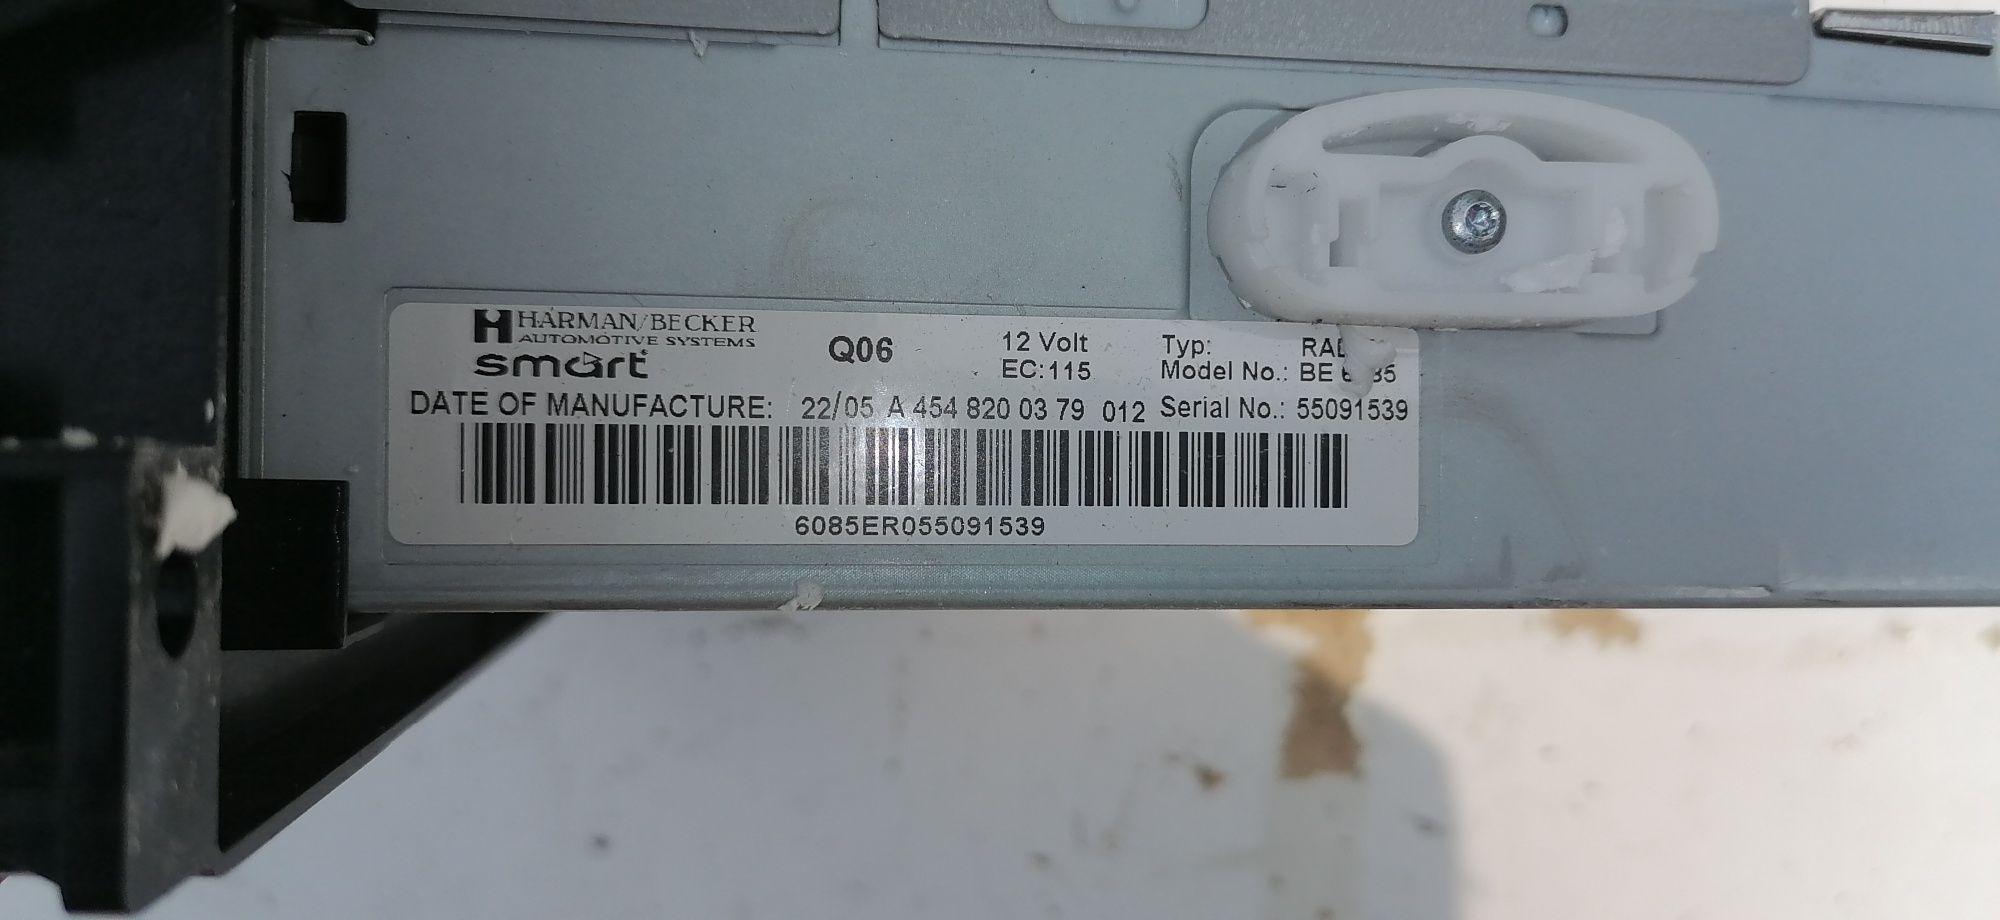 HARMAN/BECKER
AUTOMOTIVE SYSTEMS
smart
Q06
12 Volt
EC:115
Typ:
Model No.: BE
DATE OF MANUFACTURE: 22/05 A 454 820 03 79 012 Serial No.: 55091539
6085ER055091539